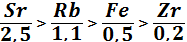 Sr/2,5 > Rb/1,1 > Fe/0,5 > Zr/0,2